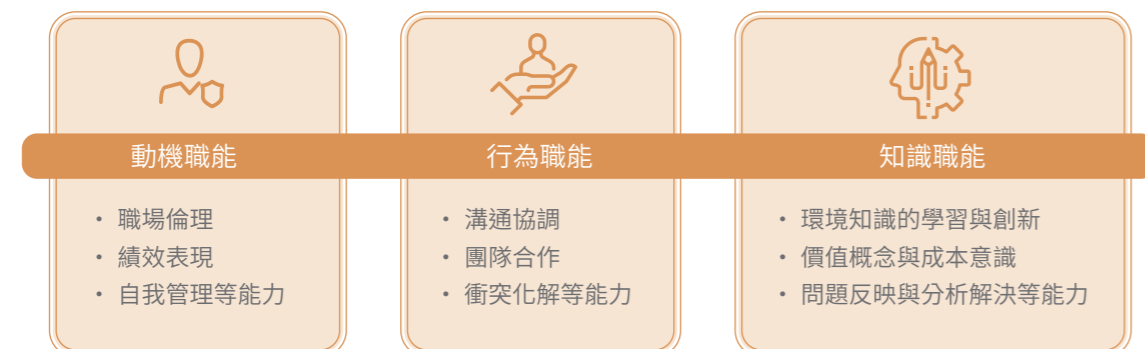 動機職能
・ 職場倫理
・ 績效表現
・ 自我管理等能力
行為職能
・ 溝通協調
・ 團隊合作
・ 衝突化解等能力
知識職能
・ 環境知識的學習與創新
・ 價值概念與成本意識
・ 問題反映與分析解決等能力